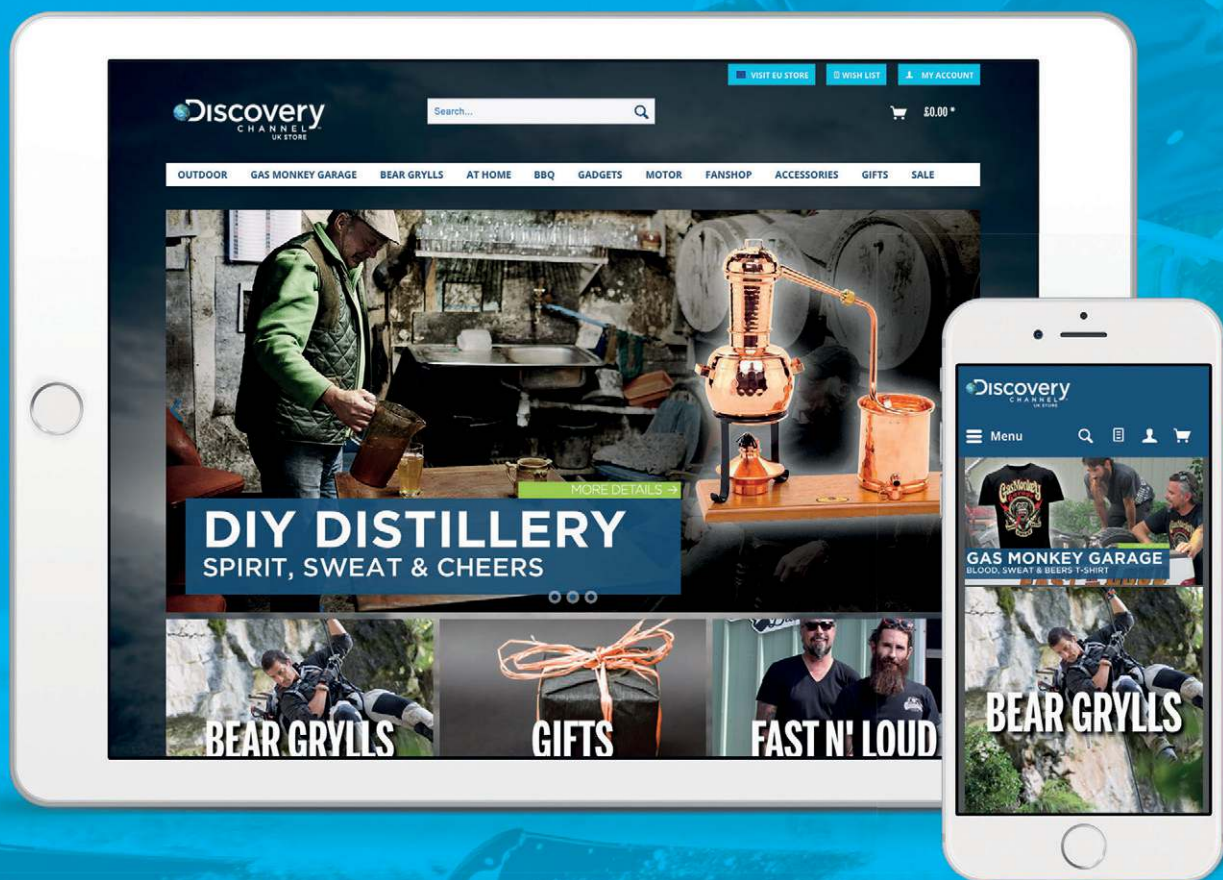 VISIT EU STORE WISH LIST MY ACCOUNT
Discovery
CHANNEL
UK STORE
Search...
£0.00 *
OUTDOOR GAS MONKEY GARAGE BEAR GRYLLS AT HOME BBQ GADGETS MOTOR FANSHOP ACCESSORIES GIFTS SALE
MORE DETAILS →
DIY DISTILLERY
SPIRIT, SWEAT & CHEERS
BEAR GRYLLS
GIFTS
FAST N' LOUD
Discovery
CHANNEL
UK STORE
Menu
Gas Monkey
GAS MONKEY GARAGE
BLOOD, SWEAT & BEERS T-SHIRT
BEAR GRYLLS